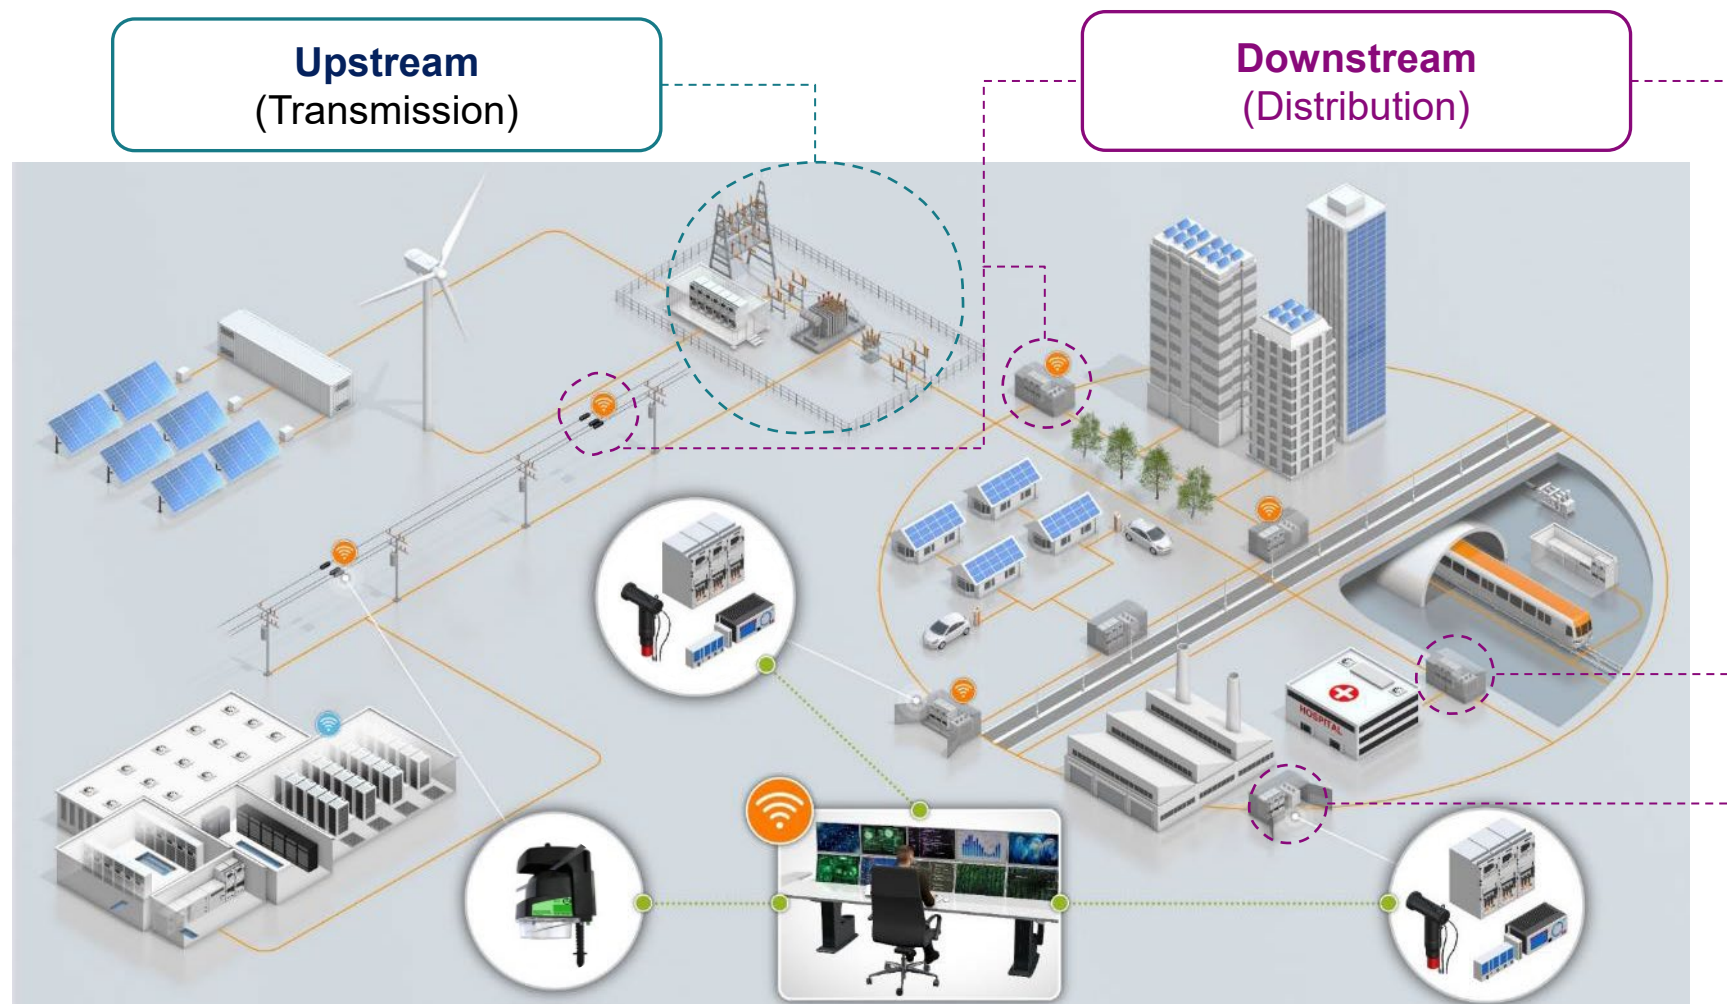 Upstream
(Transmission)
Downstream
(Distribution)
HOSPITAL